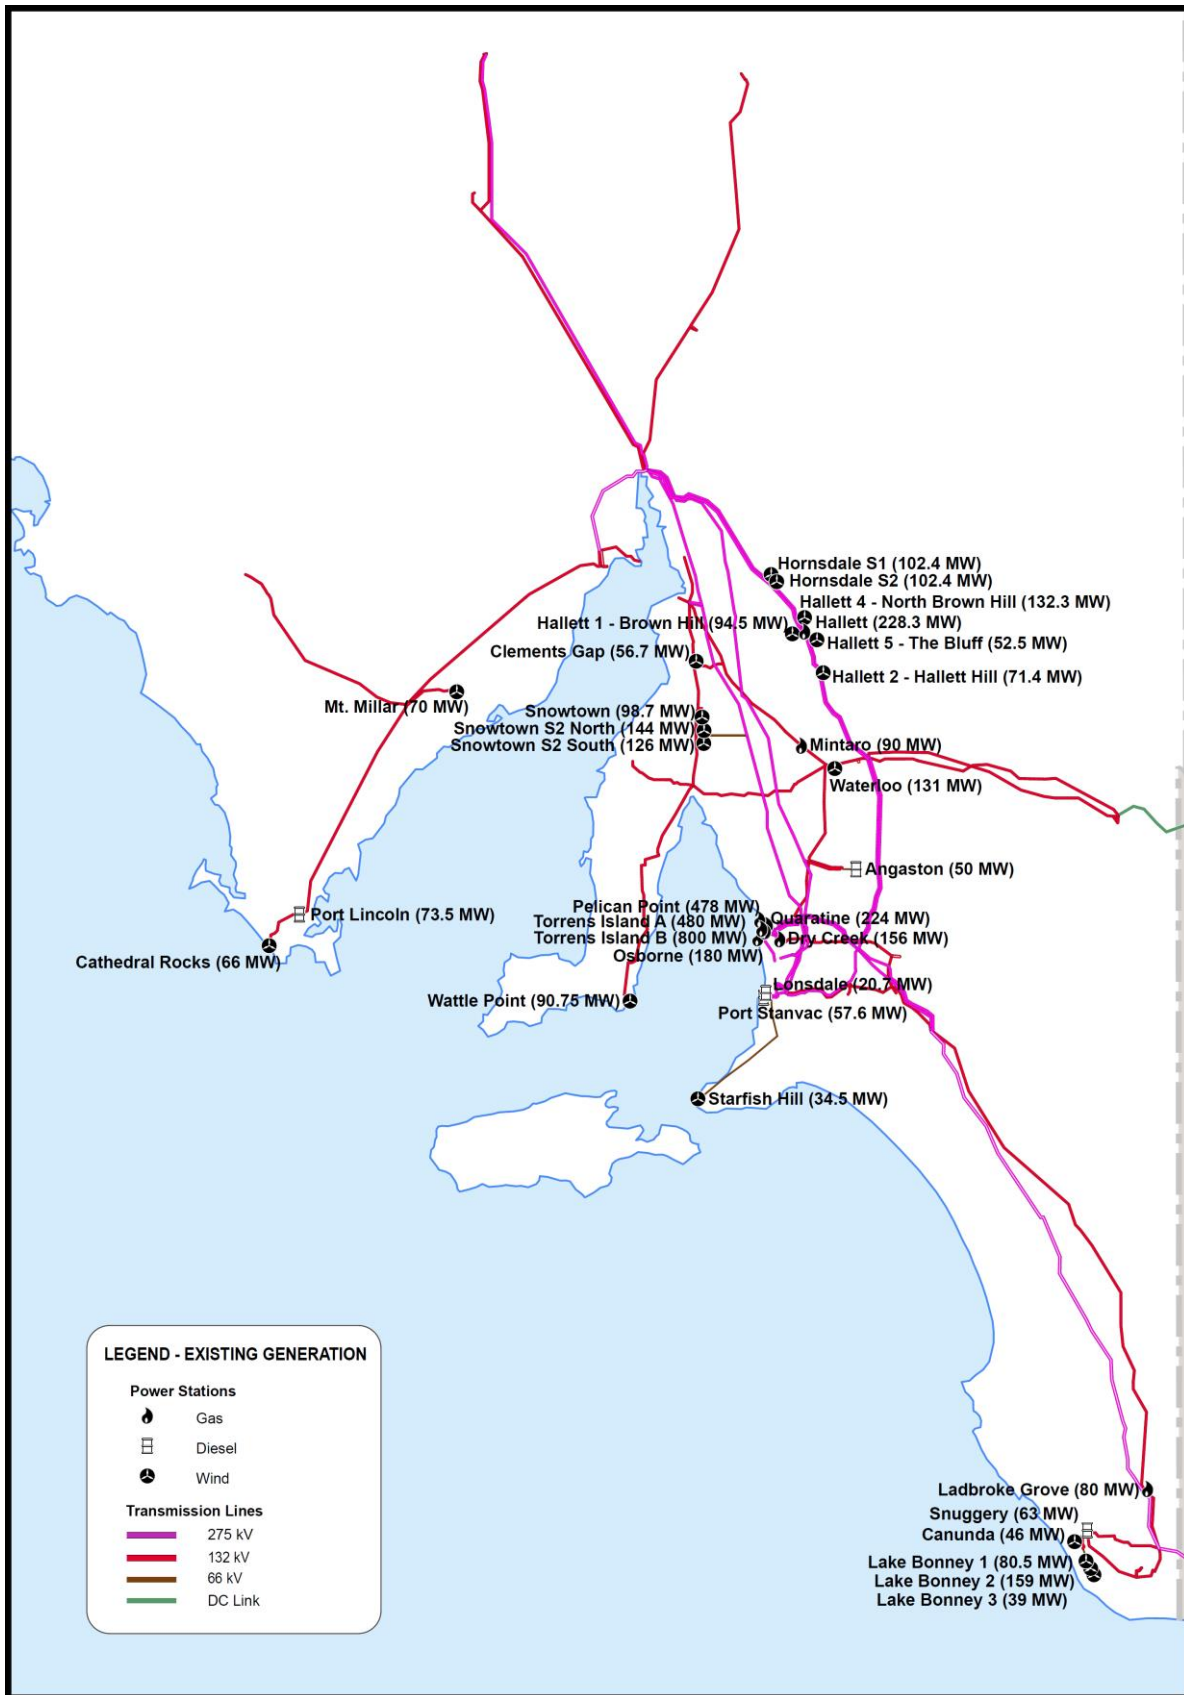 Hornsdale S1 (102.4 MW)
Hornsdale S2 (102.4 MW)
Hallett 4 - North Brown Hill (132.3 MW)
Hallett 1 - Brown Hill (94.5 MW)
Hallett (228.3 MW)
Hallett 5 - The Bluff (52.5 MW)
Clements Gap (56.7 MW)
Hallett 2 - Hallett Hill (71.4 MW)
Mt. Millar (70 MW)
Snowtown (98.7 MW)
Snowtown S2 North (144 MW)
Snowtown S2 South (126 MW)
Mintaro (90 MW)
Waterloo (131 MW)
Angaston (50 MW)
Port Lincoln (73.5 MW)
Cathedral Rocks (66 MW)
Pelican Point (478 MW)
Torrens Island A (480 MW)
Quaratine (224 MW)
Torrens Island B (800 MW)
Dry Creek (156 MW)
Osborne (180 MW)
Lonsdale (20.7 MW)
Wattle Point (90.75 MW)
Port Stanvac (57.6 MW)
Starfish Hill (34.5 MW)
LEGEND - EXISTING GENERATION
Power Stations
Gas
Diesel
Wind
Transmission Lines
275 kV
132 kV
66 kV
DC Link
Ladbroke Grove (80 MW)
Snuggery (63 MW)
Canunda (46 MW)
Lake Bonney 1 (80.5 MW)
Lake Bonney 2 (159 MW)
Lake Bonney 3 (39 MW)